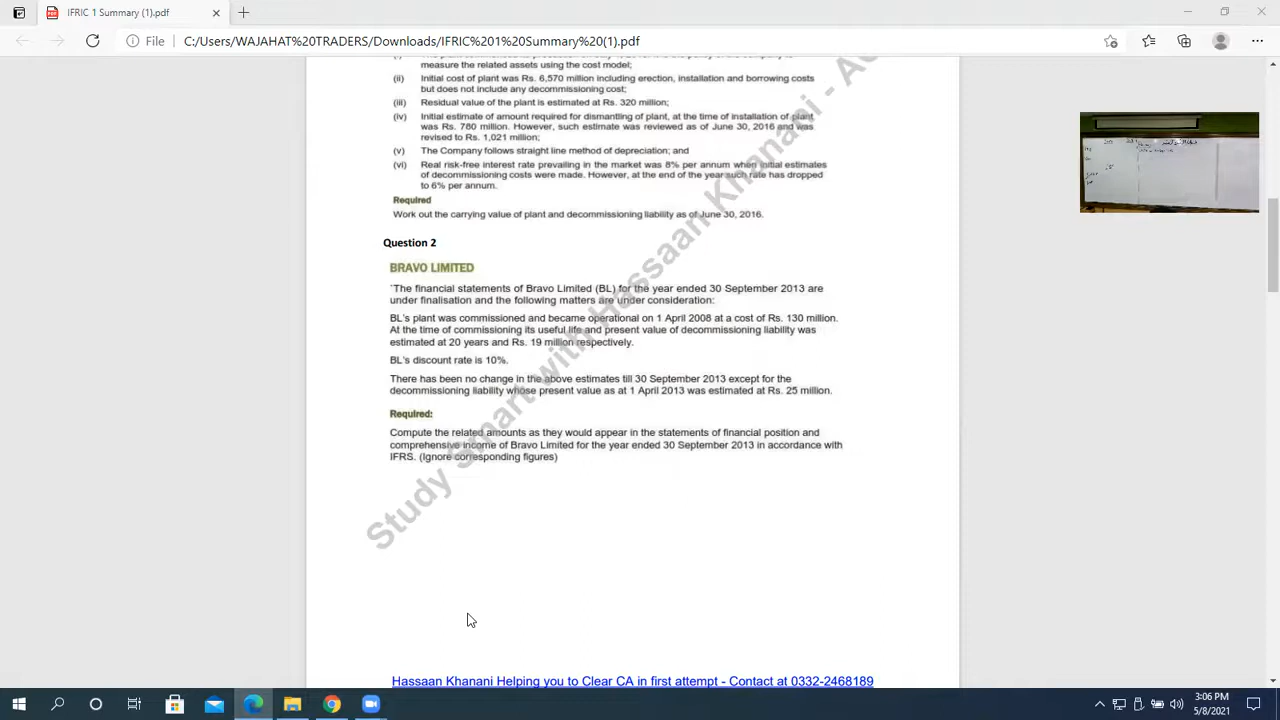 IFRIC 1 Summary (1).pdf
File
C:/Users/WAJAHAT%20TRADERS/Downloads/IFRIC%201%20Summary%20(1).pdf
measure the related assets using the cost model;
(ii) Initial cost of plant was Rs. 6,570 million including erection, installation and borrowing costs
but does not include any decommissioning cost;
(iii) Residual value of the plant is estimated at Rs. 320 million;
(iv) Initial estimate of amount required for dismantling of plant, at the time of installation of plant
was Rs. 780 million. However, such estimate was reviewed as of June 30, 2016 and was
revised to Rs. 1,021 million;
(v) The Company follows straight line method of depreciation; and
(vi) Real risk-free interest rate prevailing in the market was 8% per annum when initial estimates
of decommissioning costs were made. However, at the end of the year such rate has dropped
to 6% per annum.
Required
Work out the carrying value of plant and decommissioning liability as of June 30, 2016.
Question 2
BRAVO LIMITED
`The financial statements of Bravo Limited (BL) for the year ended 30 September 2013 are
under finalisation and the following matters are under consideration:
BL's plant was commissioned and became operational on 1 April 2008 at a cost of Rs. 130 million.
At the time of commissioning its useful life and present value of decommissioning liability was
estimated at 20 years and Rs. 19 million respectively.
BL's discount rate is 10%.
There has been no change in the above estimates till 30 September 2013 except for the
decommissioning liability whose present value as at 1 April 2013 was estimated at Rs. 25 million.
Required:
Compute the related amounts as they would appear in the statements of financial position and
comprehensive income of Bravo Limited for the year ended 30 September 2013 in accordance with
IFRS. (Ignore corresponding figures)
Study Smart with Hassaan Khanani -
Hassaan Khanani Helping you to Clear CA in first attempt - Contact at 0332-2468189
3:06 PM
5/8/2021